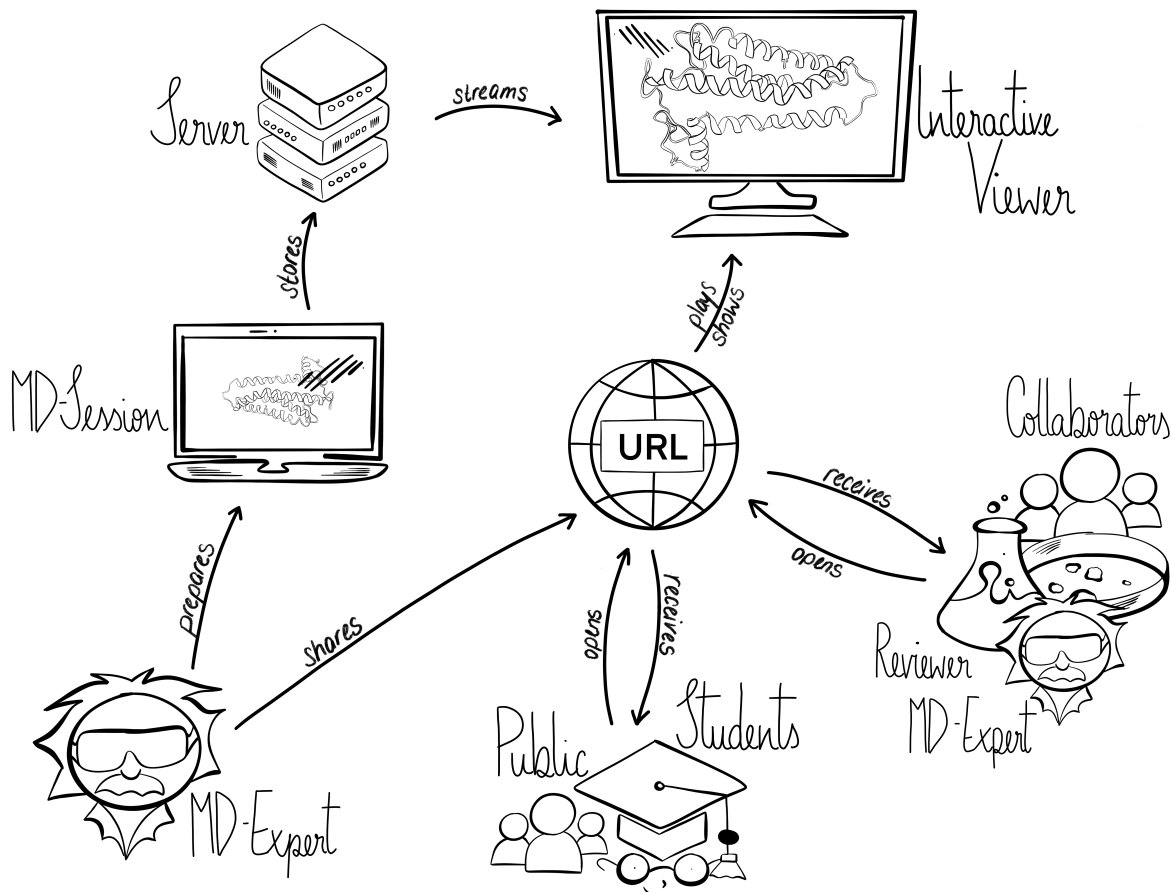 Server
streams
Interactive
Viewer
stores
plays
shows
MD-Session
URL
Collaborators
receives
opens
prepares
shares
opens
receives
Reviewer
MD-Expert
Public
Students
MD-Expert